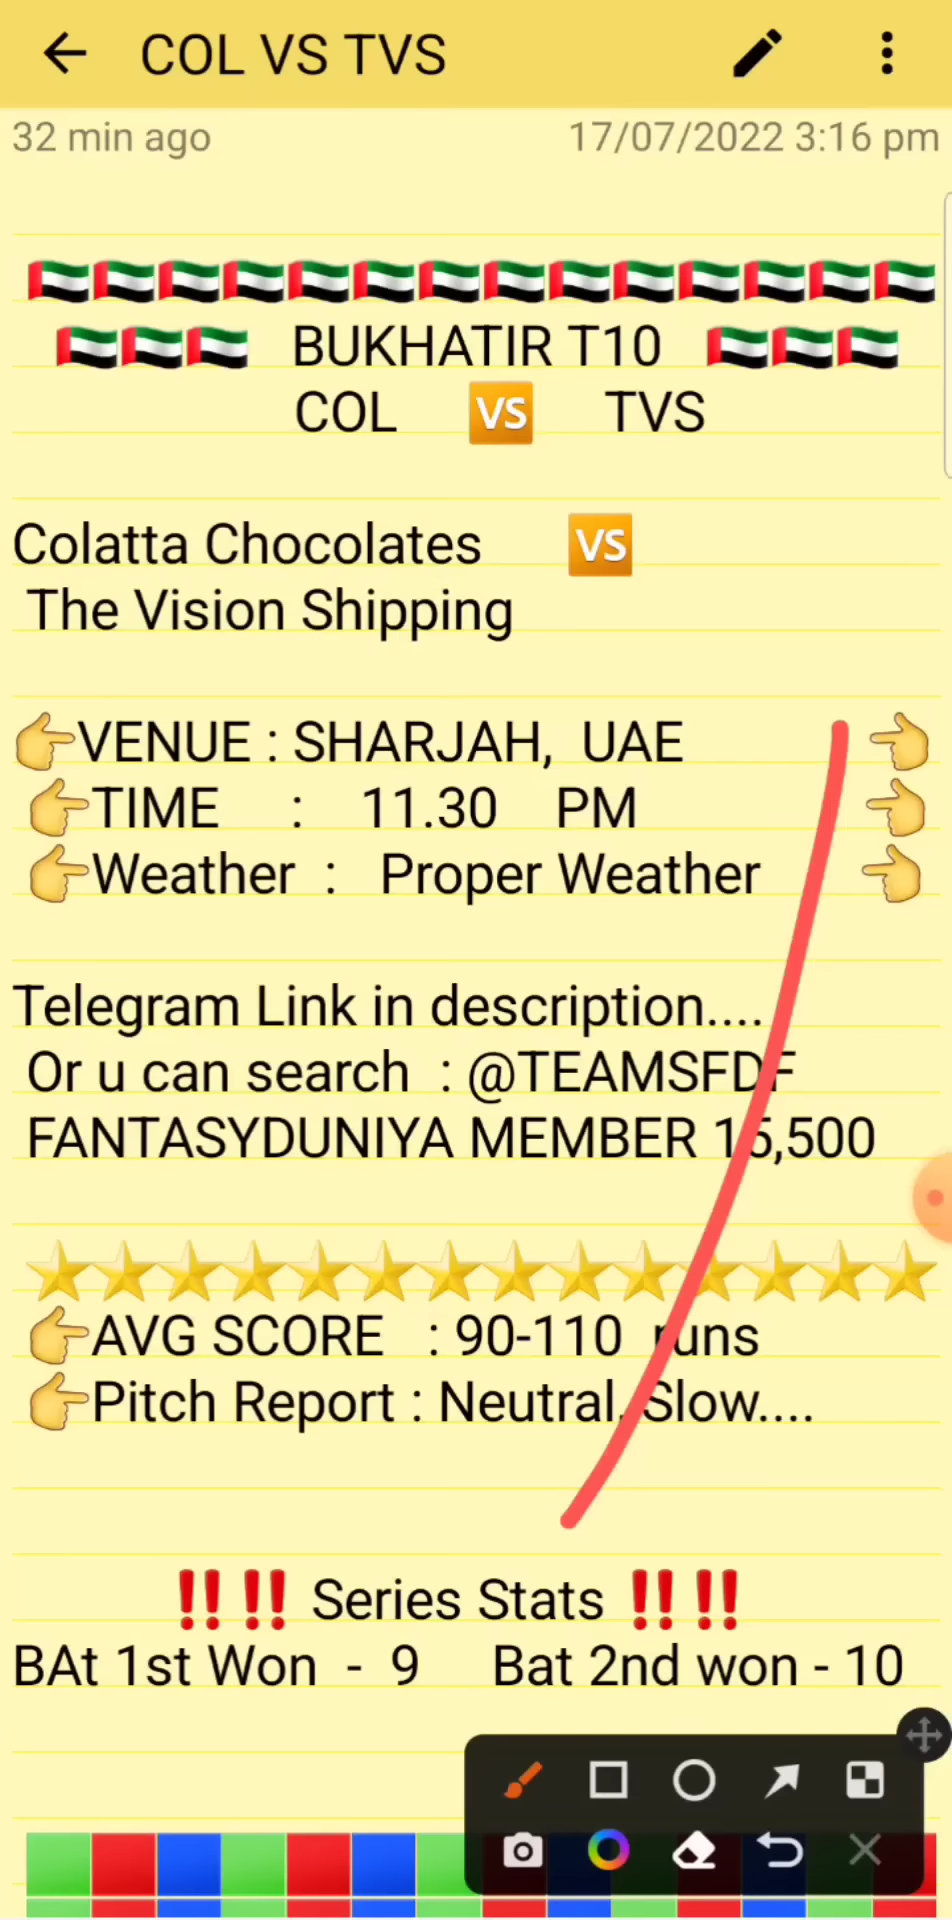 COL VS TVS
32 min ago 17/07/2022 3:16 pm
BUKHATIR T10
COL VS TVS
Colatta Chocolates VS
The Vision Shipping
VENUE : SHARJAH, UAE
TIME : 11.30 PM
Weather : Proper Weather
Telegram Link in description....
Or u can search : @TEAMSFDF
FANTASYDUNIYA MEMBER 15,500
AVG SCORE : 90-110 runs
Pitch Report : Neutral, Slow....
‼️‼️ Series Stats ‼️‼️
BAt 1st Won - 9 Bat 2nd won - 10